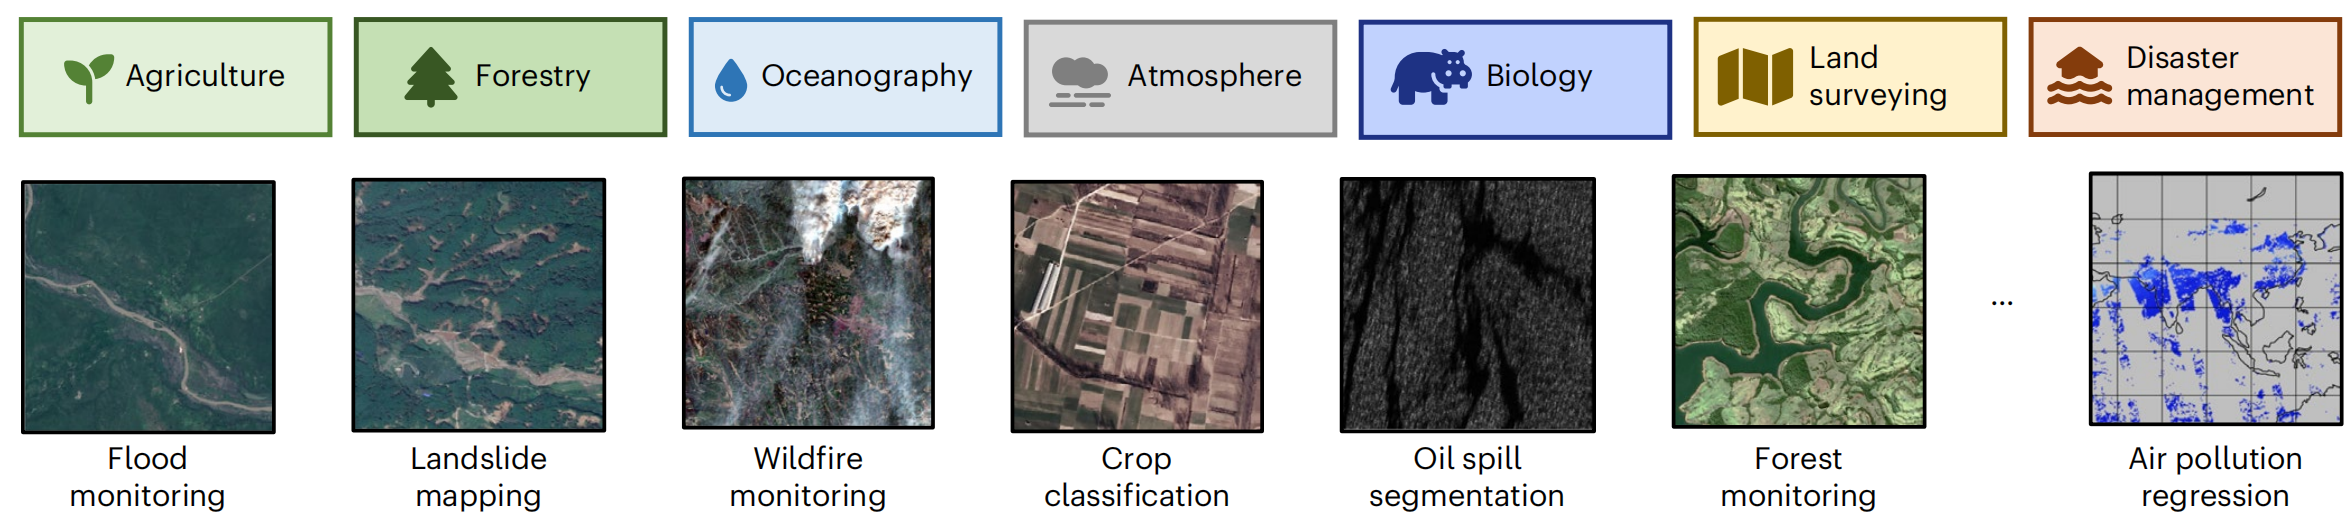 Agriculture
Forestry
Oceanography
Atmosphere
Biology
Land
surveying
Disaster
management
Flood
monitoring
Landslide
mapping
Wildfire
monitoring
Crop
classification
Oil spill
segmentation
Forest
monitoring
...
Air pollution
regression